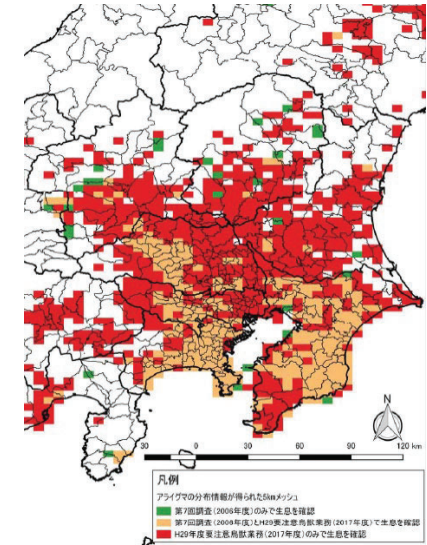 N
30 0 30 60 90 120 km
凡例
アライグマの分布情報が得られた5kmメッシュ
第7回調査(2006年度)のみで生息を確認
第7回調査(2006年度)とH29要注意鳥獣業務(2017年度)で生息を確認
H29年度要注意鳥獣業務(2017年度)のみで生息を確認